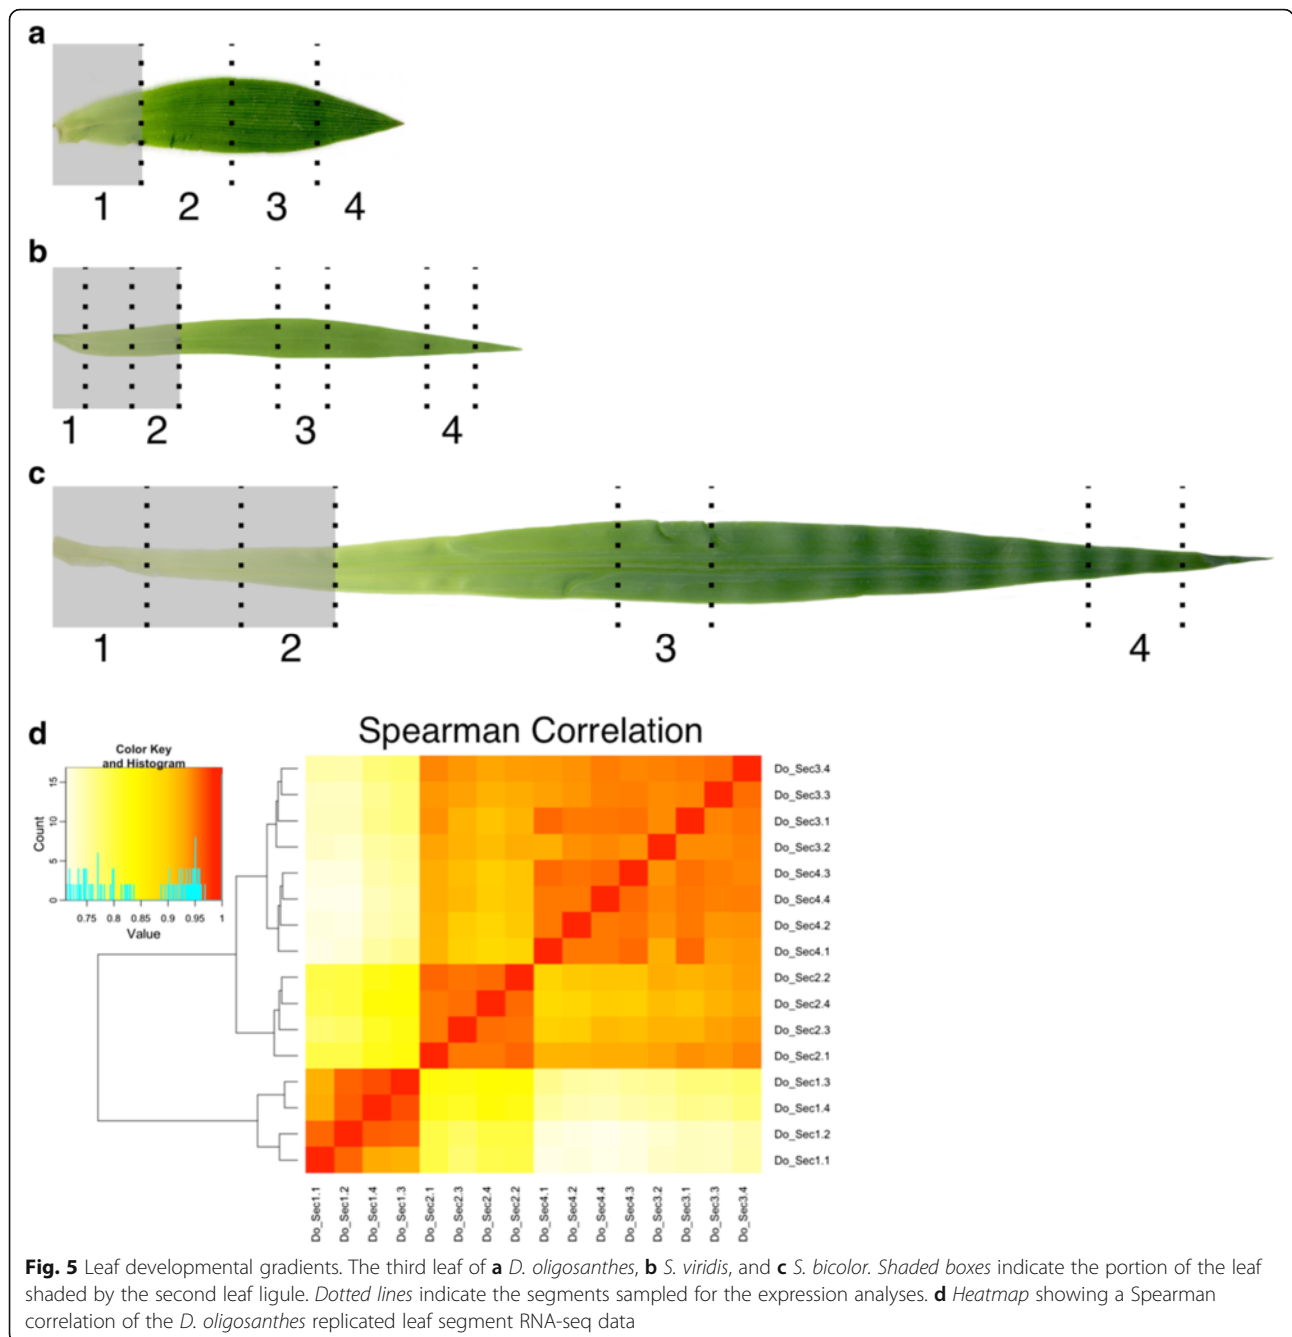 a
1 2 3 4
b
1 2 3 4
c
1 2 3 4
d
Spearman Correlation
Color Key
and Histogram
Count
0 5 10 15
0.75 0.8 0.85 0.9 0.95 1
Value
Do_Sec3.4
Do_Sec3.3
Do_Sec3.1
Do_Sec3.2
Do_Sec4.3
Do_Sec4.4
Do_Sec4.2
Do_Sec4.1
Do_Sec2.2
Do_Sec2.4
Do_Sec2.3
Do_Sec2.1
Do_Sec1.3
Do_Sec1.4
Do_Sec1.2
Do_Sec1.1
Do_Sec1.1
Do_Sec1.2
Do_Sec1.4
Do_Sec1.3
Do_Sec2.1
Do_Sec2.3
Do_Sec2.4
Do_Sec2.2
Do_Sec4.1
Do_Sec4.2
Do_Sec4.4
Do_Sec4.3
Do_Sec3.2
Do_Sec3.1
Do_Sec3.3
Do_Sec3.4
Fig. 5 Leaf developmental gradients. The third leaf of a D. oligosanthes, b S. viridis, and c S. bicolor. Shaded boxes indicate the portion of the leaf
shaded by the second leaf ligule. Dotted lines indicate the segments sampled for the expression analyses. d Heatmap showing a Spearman
correlation of the D. oligosanthes replicated leaf segment RNA-seq data